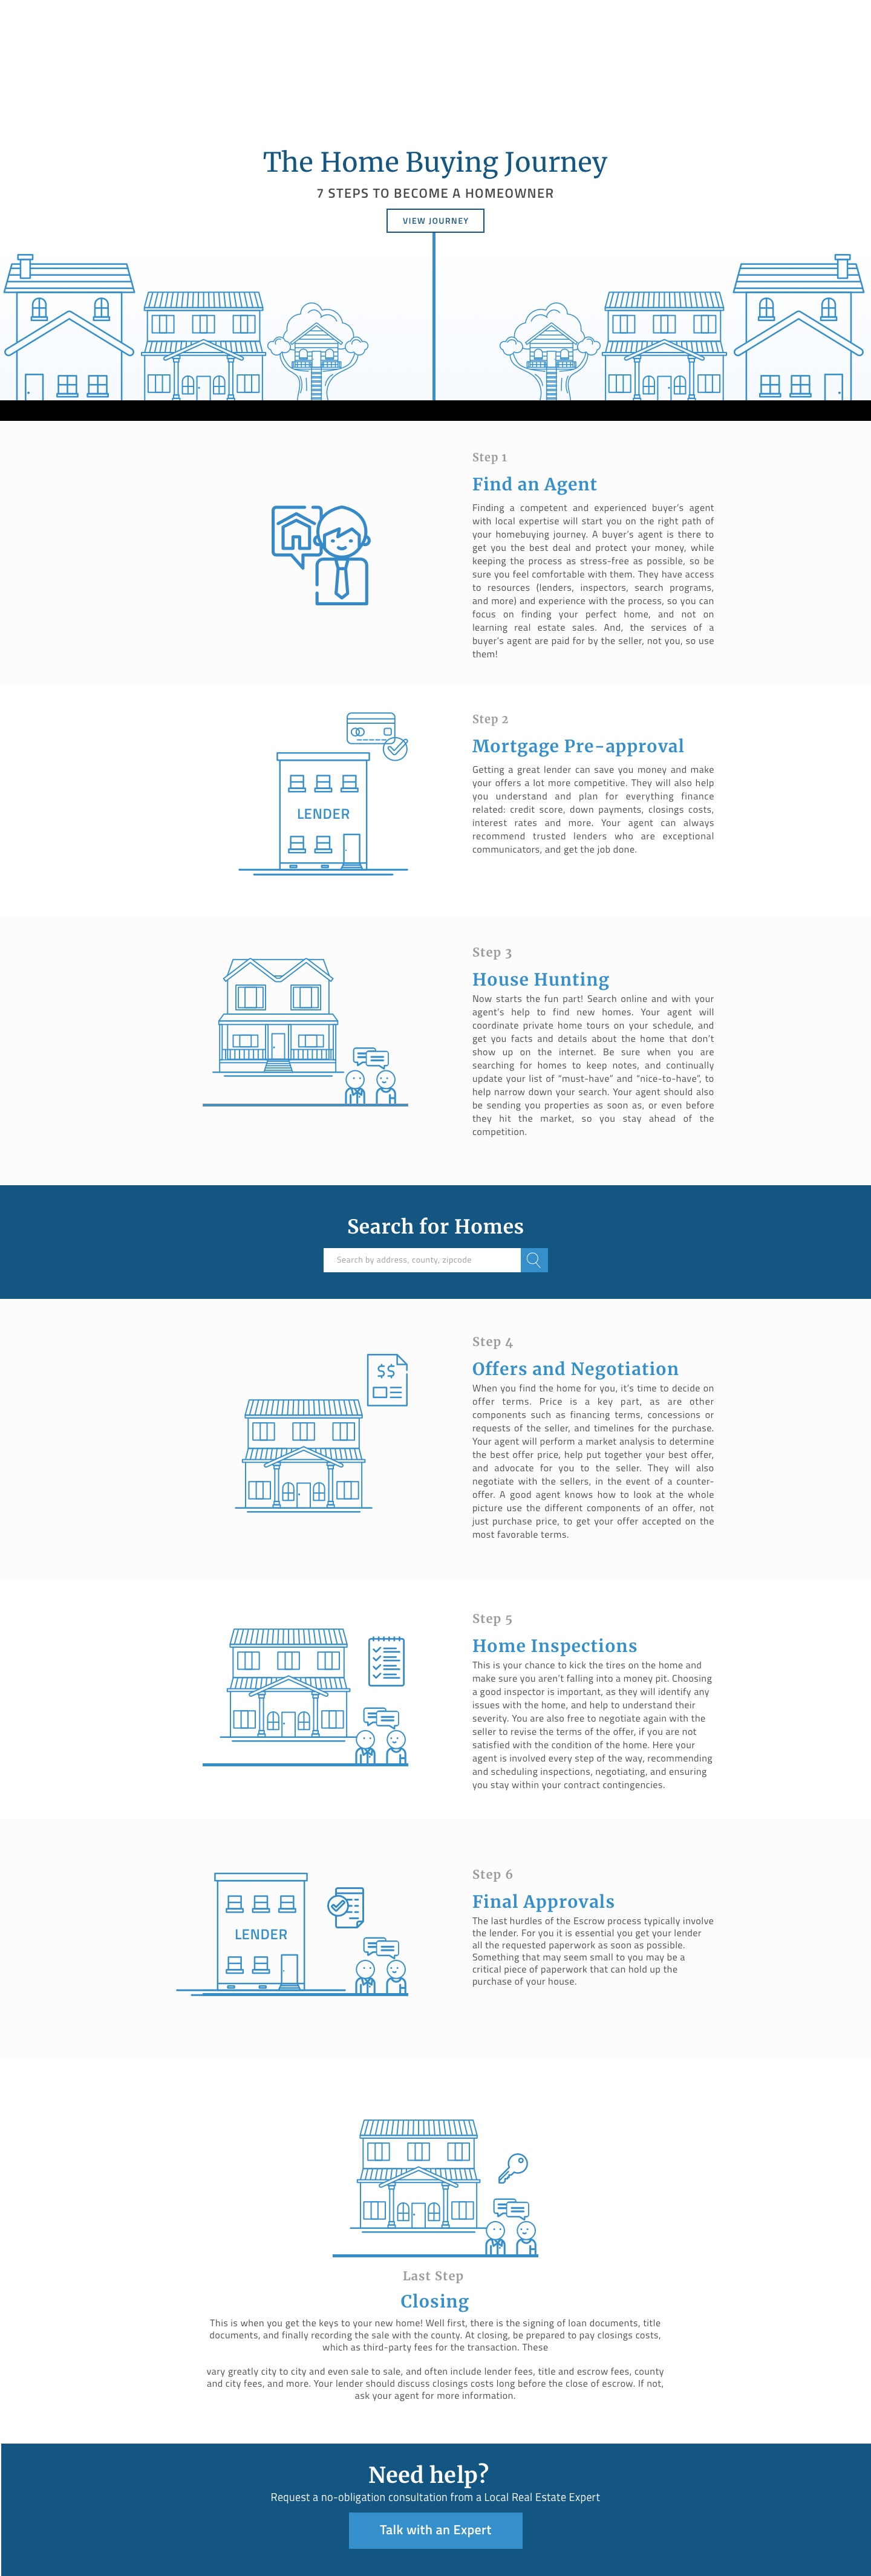 The Home Buying Journey
7 STEPS TO BECOME A HOMEOWNER
VIEW JOURNEY
Step 1
Find an Agent
Finding a competent and experienced buyer's agent
with local expertise will start you on the right path of
your homebuying journey. A buyer's agent is there to
get you the best deal and protect your money, while
keeping the process as stress-free as possible, so be
sure you feel comfortable with them. They have access
to resources (lenders, inspectors, search programs,
and more) and experience with the process, so you can
focus on finding your perfect home, and not on
learning real estate sales. And, the services of a
buyer's agent are paid for by the seller, not you, so use
them!
LENDER
Step 2
Mortgage Pre-approval
Getting a great lender can save you money and make
your offers a lot more competitive. They will also help
you understand and plan for everything finance
related: credit score, down payments, closings costs,
interest rates and more. Your agent can always
recommend trusted lenders who are exceptional
communicators, and get the job done.
Step 3
House Hunting
Now starts the fun part! Search online and with your
agent's help to find new homes. Your agent will
coordinate private home tours on your schedule, and
get you facts and details about the home that don't
show up on the internet. Be sure when you are
searching for homes to keep notes, and continually
update your list of "must-have" and "nice-to-have", to
help narrow down your search. Your agent should also
be sending you properties as soon as, or even before
they hit the market, so you stay ahead of the
competition.
Search for Homes
Search by address, county, zipcode
$$
Step 4
Offers and Negotiation
When you find the home for you, it's time to decide on
offer terms. Price is a key part, as are other
components such as financing terms, concessions or
requests of the seller, and timelines for the purchase.
Your agent will perform a market analysis to determine
the best offer price, help put together your best offer,
and advocate for you to the seller. They will also
negotiate with the sellers, in the event of a counter-
offer. A good agent knows how to look at the whole
picture use the different components of an offer, not
just purchase price, to get your offer accepted on the
most favorable terms.
Step 5
Home Inspections
This is your chance to kick the tires on the home and
make sure you aren't falling into a money pit. Choosing
a good inspector is important, as they will identify any
issues with the home, and help to understand their
severity. You are also free to negotiate again with the
seller to revise the terms of the offer, if you are not
satisfied with the condition of the home. Here your
agent is involved every step of the way, recommending
and scheduling inspections, negotiating, and ensuring
you stay within your contract contingencies.
LENDER
Step 6
Final Approvals
The last hurdles of the Escrow process typically involve
the lender. For you it is essential you get your lender
all the requested paperwork as soon as possible.
Something that may seem small to you may be a
critical piece of paperwork that can hold up the
purchase of your house.
Last Step
Closing
This is when you get the keys to your new home! Well first, there is the signing of loan documents, title
documents, and finally recording the sale with the county. At closing, be prepared to pay closings costs,
which as third-party fees for the transaction. These
vary greatly city to city and even sale to sale, and often include lender fees, title and escrow fees, county
and city fees, and more. Your lender should discuss closings costs long before the close of escrow. If not,
ask your agent for more information.
Need help?
Request a no-obligation consultation from a Local Real Estate Expert
Talk with an Expert